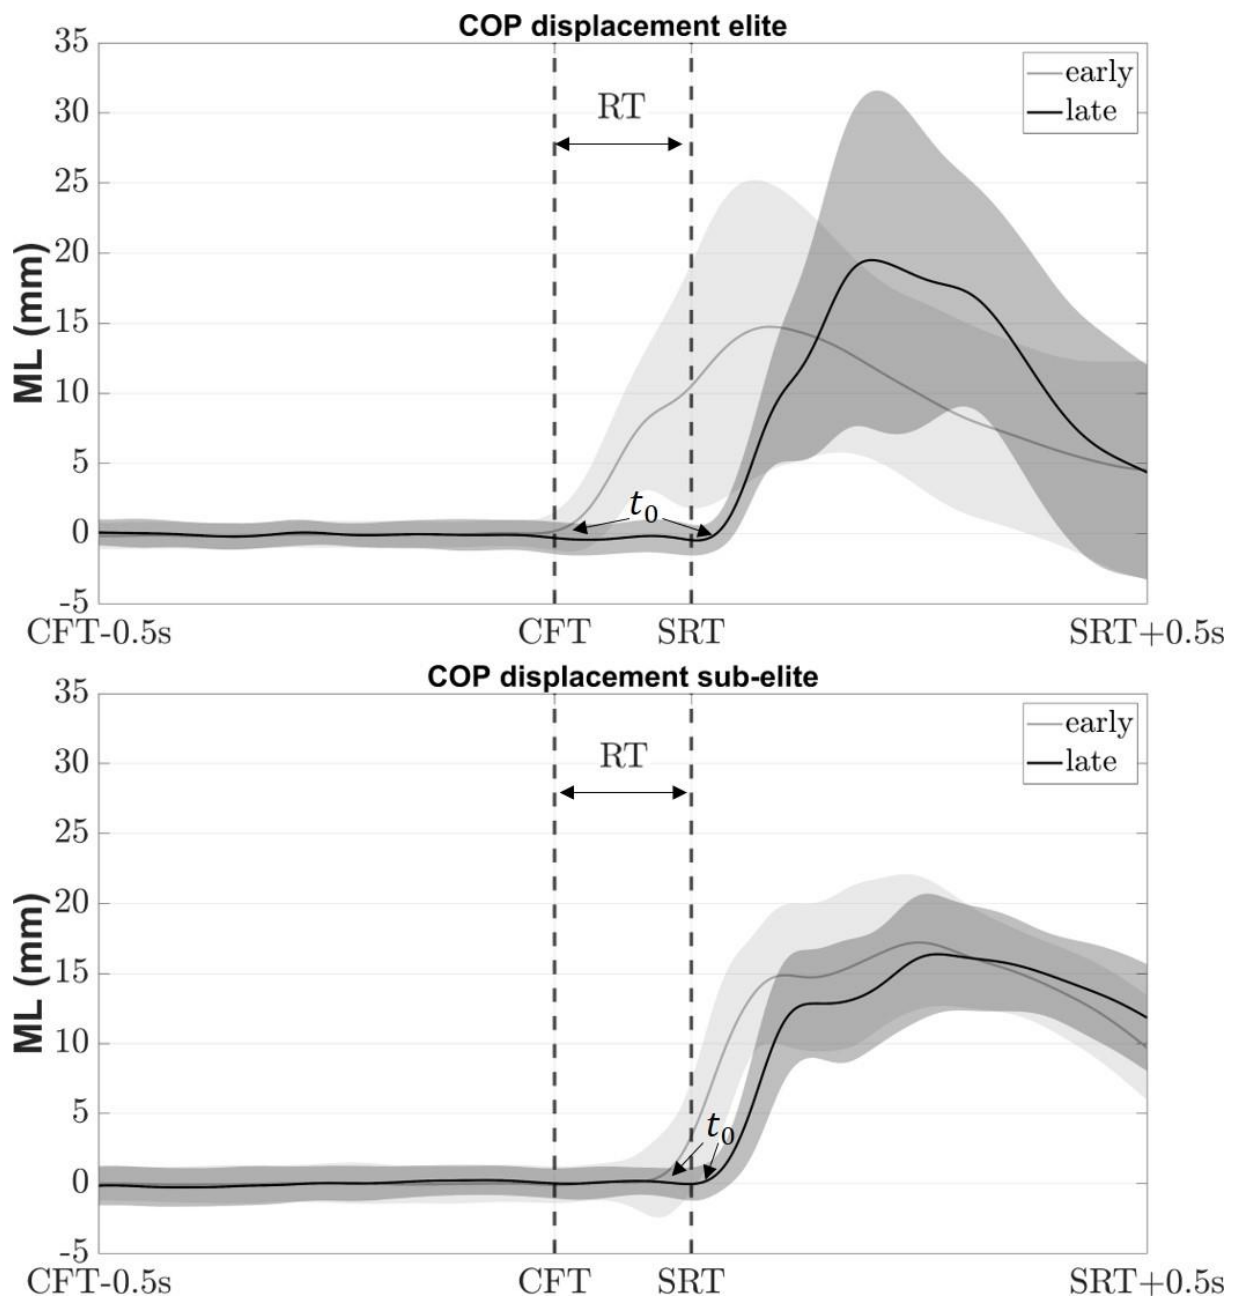 COP displacement elite
35
30
25
20
15
10
5
0
-5
ML (mm)
RT
early
late
t0
CFT-0.5s CFT SRT SRT+0.5s
COP displacement sub-elite
35
30
25
20
15
10
5
0
-5
ML (mm)
RT
early
late
t0
CFT-0.5s CFT SRT SRT+0.5s